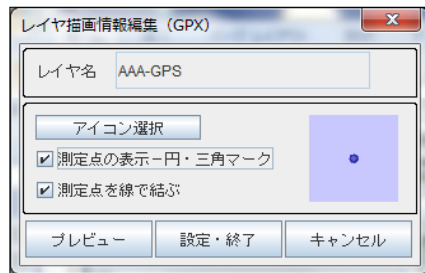 レイヤ描画情報編集（GPX）
レイヤ名 AAA-GPS
アイコン選択
測定点の表示－円・三角マーク
測定点を線で結ぶ
プレビュー 設定・終了 キャンセル